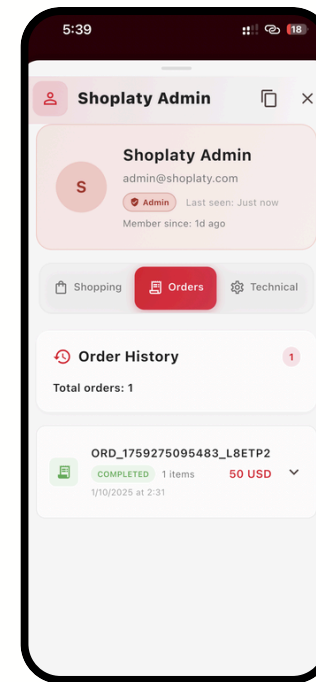 5:39
18
Shoplaty Admin
S
Shoplaty Admin
admin@shoplaty.com
Admin Last seen: Just now
Member since: 1d ago
Shopping Orders Technical
Order History 1
Total orders: 1
ORD_1759275095483_L8ETP2
COMPLETED 1 items 50 USD
1/10/2025 at 2:31